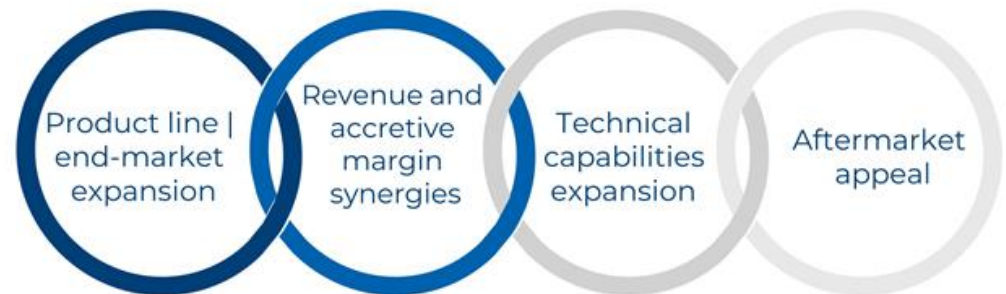 Product line |
end-market
expansion
Revenue and
accretive
margin
synergies
Technical
capabilities
expansion
Aftermarket
appeal